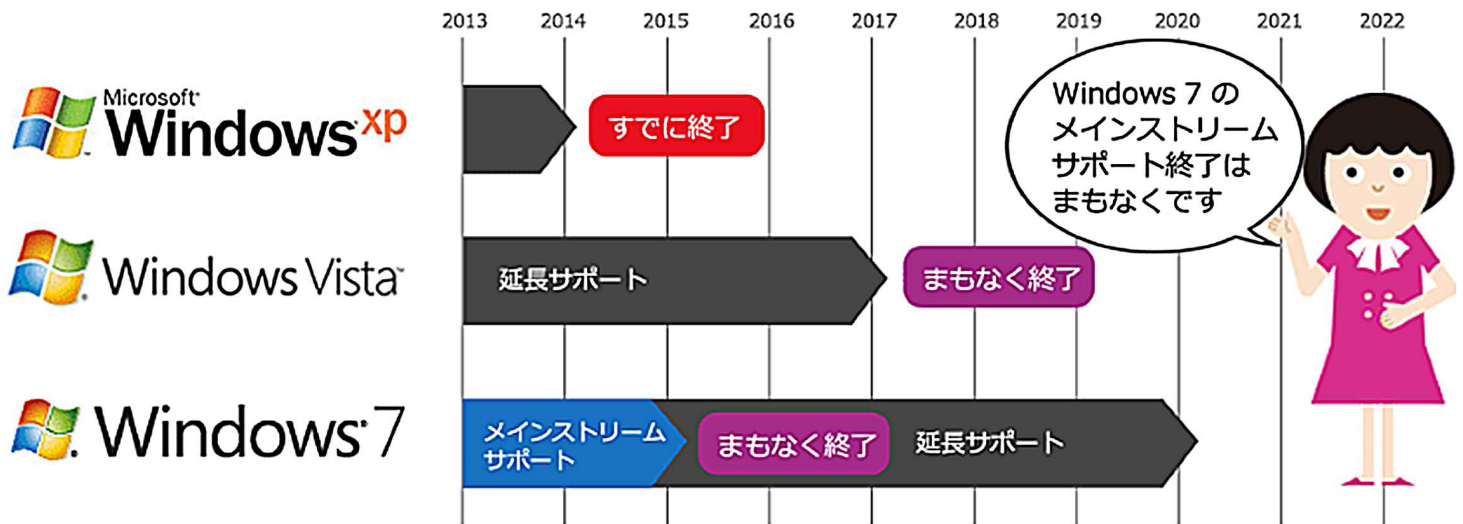 2013 2014 2015 2016 2017 2018 2019 2020 2021 2022
Microsoft
Windows xp
すでに終了
Windows 7 の
メインストリーム
サポート終了は
まもなくです
Windows Vista™
延長サポート
まもなく終了
Windows 7
メインストリーム
サポート
まもなく終了
延長サポート